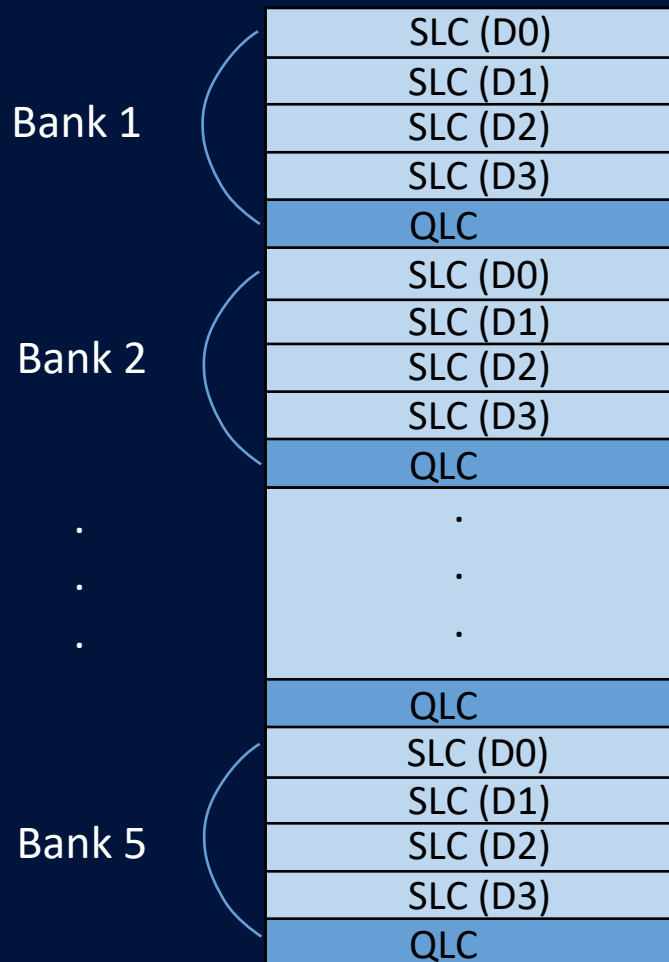 Bank 1
SLC (D0)
SLC (D1)
SLC (D2)
SLC (D3)
QLC
Bank 2
SLC (D0)
SLC (D1)
SLC (D2)
SLC (D3)
QLC
. .
. .
. .
QLC
Bank 5
SLC (D0)
SLC (D1)
SLC (D2)
SLC (D3)
QLC